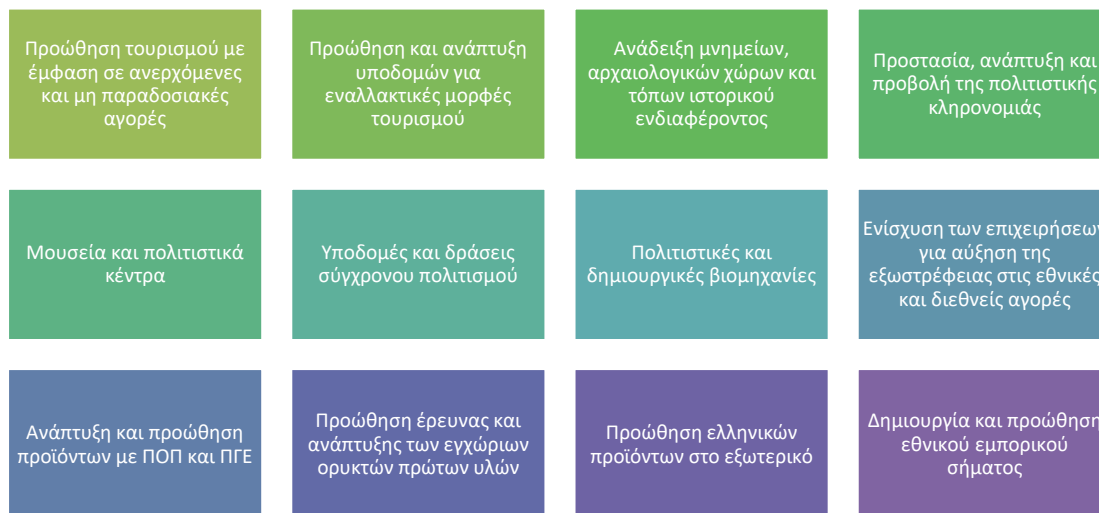 Προώθηση τουρισμού με
έμφαση σε ανερχόμενες
και μη παραδοσιακές
αγορές
Προώθηση και ανάπτυξη
υποδομών για
εναλλακτικές μορφές
τουρισμού
Ανάδειξη μνημείων,
αρχαιολογικών χώρων και
τόπων ιστορικού
ενδιαφέροντος
Προστασία, ανάπτυξη και
προβολή της πολιτιστικής
κληρονομιάς
Μουσεία και πολιτιστικά
κέντρα
Υποδομές και δράσεις
σύγχρονου πολιτισμού
Πολιτιστικές και
δημιουργικές βιομηχανίες
Ενίσχυση των επιχειρήσεων
για αύξηση της
εξωστρέφειας στις εθνικές
και διεθνείς αγορές
Ανάπτυξη και προώθηση
προϊόντων με ΠΟΠ και ΠΓΕ
Προώθηση έρευνας και
ανάπτυξης των εγχώριων
ορυκτών πρώτων υλών
Προώθηση ελληνικών
προϊόντων στο εξωτερικό
Δημιουργία και προώθηση
εθνικού εμπορικού
σήματος